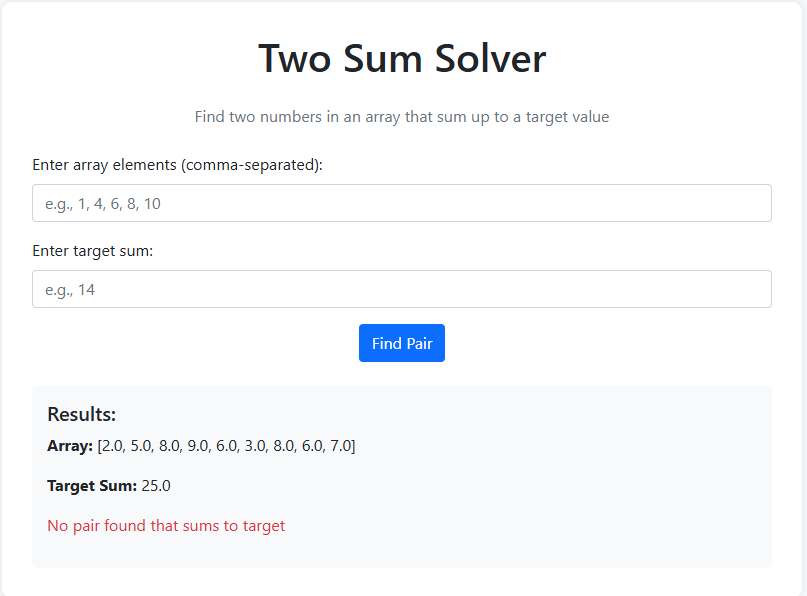 Two Sum Solver
Find two numbers in an array that sum up to a target value
Enter array elements (comma-separated):
e.g., 1, 4, 6, 8, 10
Enter target sum:
e.g., 14
Find Pair
Results:
Array: [2.0, 5.0, 8.0, 9.0, 6.0, 3.0, 8.0, 6.0, 7.0]
Target Sum: 25.0
No pair found that sums to target